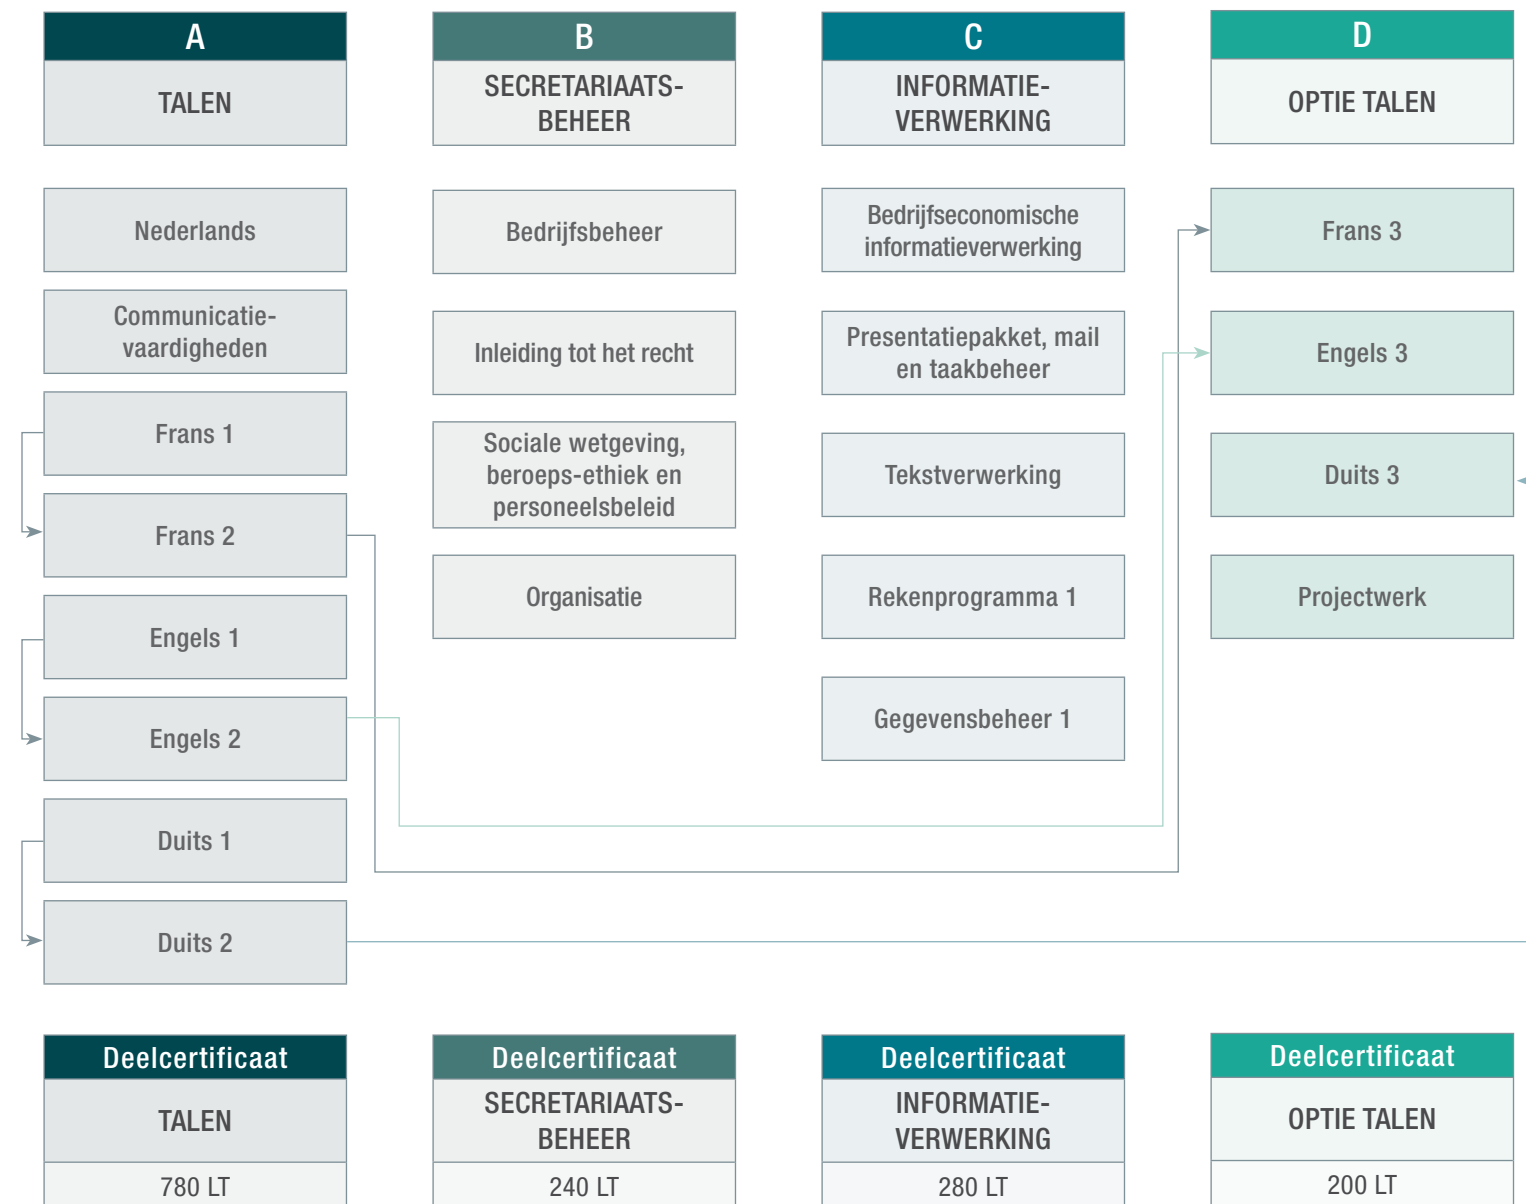 A
TALEN
Nederlands
Communicatie-
vaardigheden
Frans 1
Frans 2
Engels 1
Engels 2
Duits 1
Duits 2
Deelcertificaat
TALEN
780 LT
B
SECRETARIAATS-
BEHEER
Bedrijfsbeheer
Inleiding tot het recht
Sociale wetgeving,
beroeps-ethiek en
personeelsbeleid
Organisatie
Deelcertificaat
SECRETARIAATS-
BEHEER
240 LT
C
INFORMATIE-
VERWERKING
Bedrijfseconomische
informatieverwerking
Presentatiepakket, mail
en taakbeheer
Tekstverwerking
Rekenprogramma 1
Gegevensbeheer 1
Deelcertificaat
INFORMATIE-
VERWERKING
280 LT
D
OPTIE TALEN
Frans 3
Engels 3
Duits 3
Projectwerk
Deelcertificaat
OPTIE TALEN
200 LT